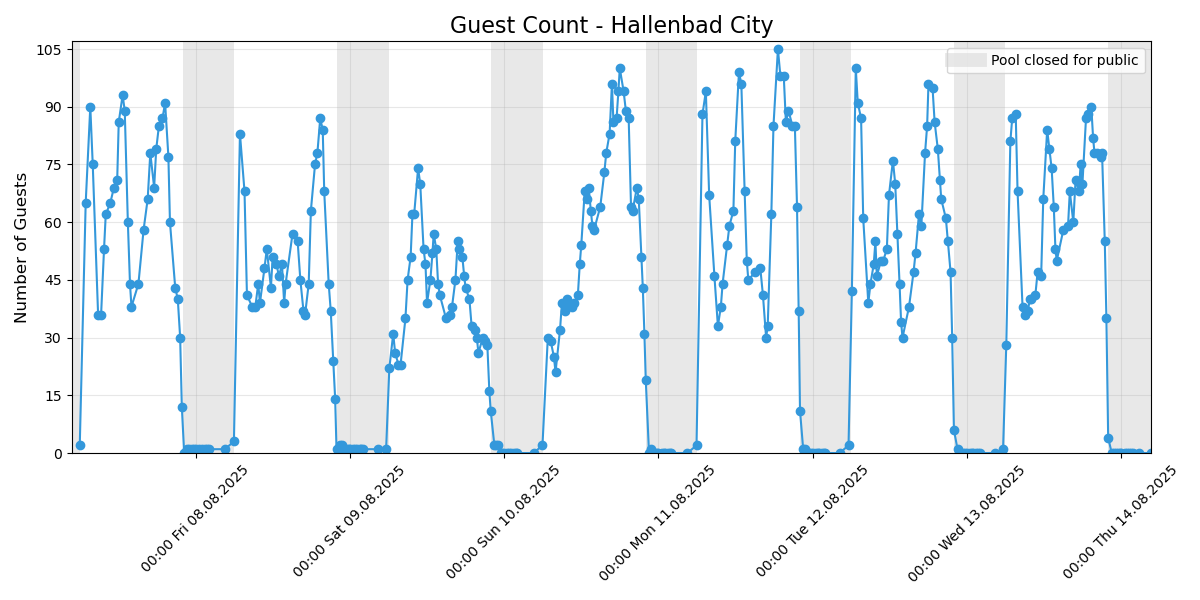 Guest Count - Hallenbad City
Pool closed for public
Number of Guests
105
90
75
60
45
30
15
0
00:00 Fri 08.08.2025
00:00 Sat 09.08.2025
00:00 Sun 10.08.2025
00:00 Mon 11.08.2025
00:00 Tue 12.08.2025
00:00 Wed 13.08.2025
00:00 Thu 14.08.2025